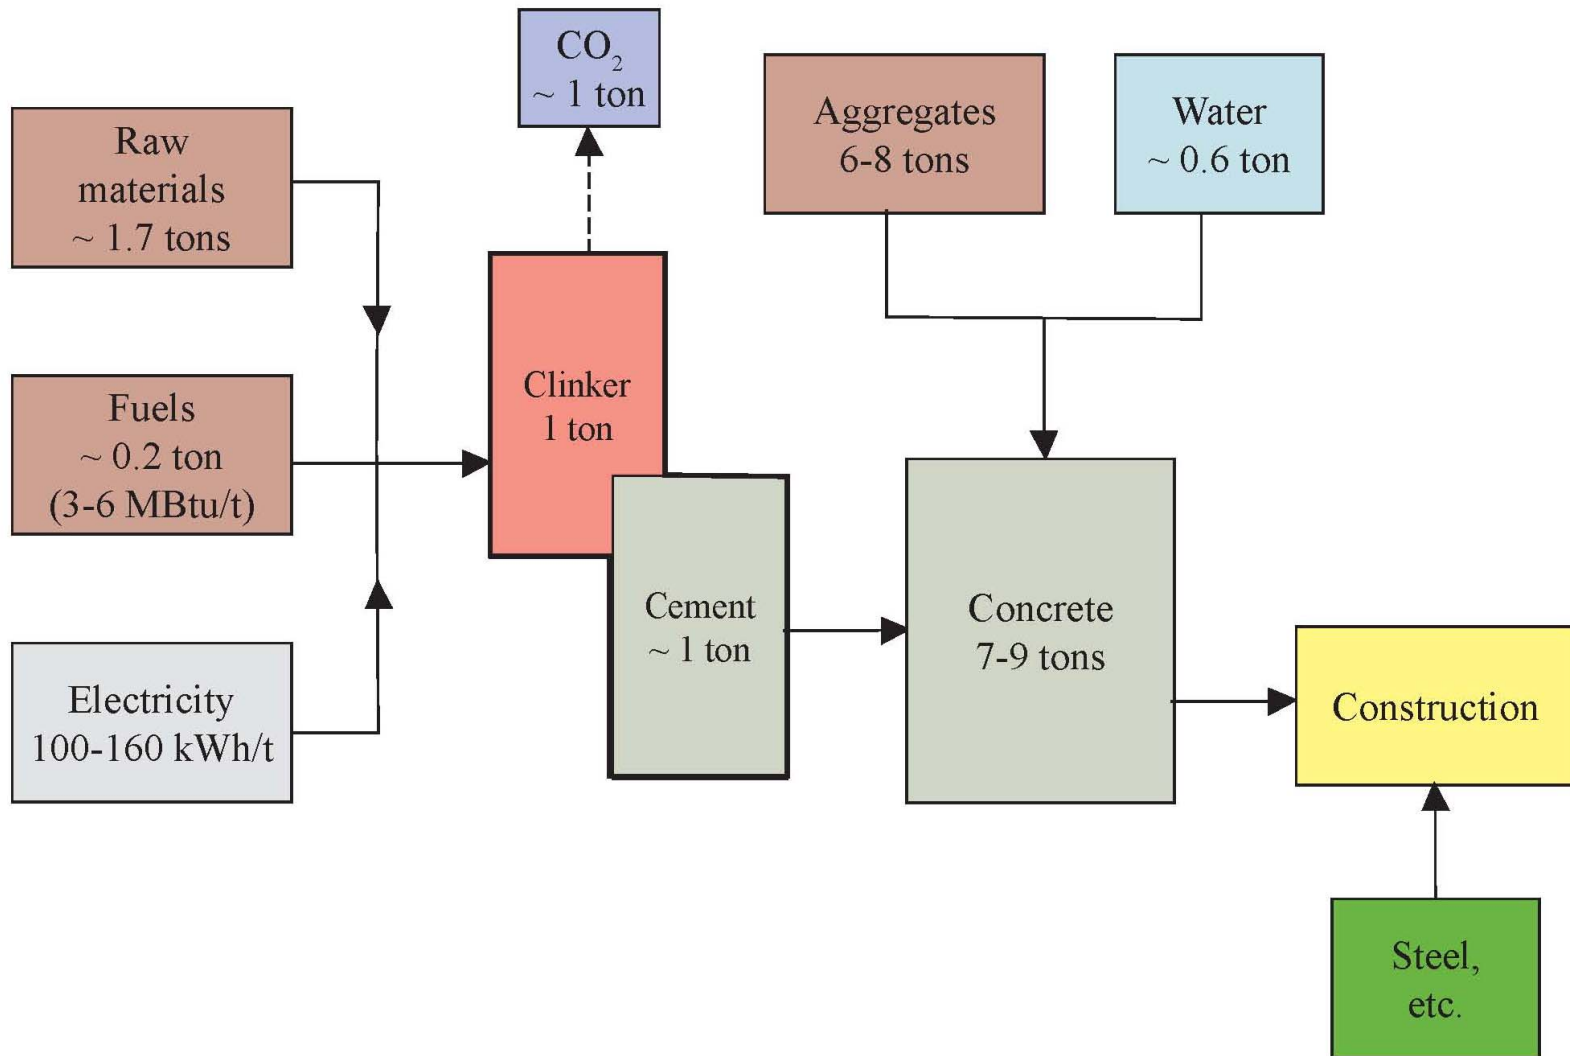 CO₂
~ 1 ton
Aggregates
6-8 tons
Water
~ 0.6 ton
Raw
materials
~ 1.7 tons
Fuels
~ 0.2 ton
(3-6 MBtu/t)
Electricity
100-160 kWh/t
Clinker
1 ton
Cement
~ 1 ton
Concrete
7-9 tons
Construction
Steel,
etc.